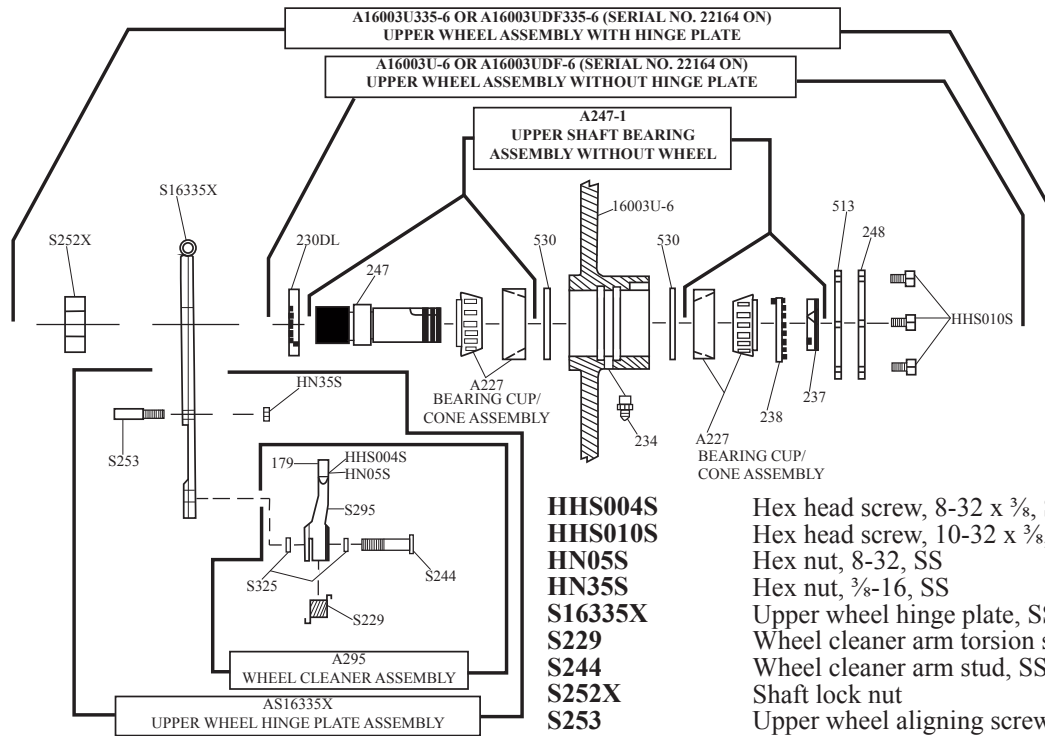 A16003U335-6 OR A16003UDF335-6 (SERIAL NO. 22164 ON)
UPPER WHEEL ASSEMBLY WITH HINGE PLATE
A16003U-6 OR A16003UDF-6 (SERIAL NO. 22164 ON)
UPPER WHEEL ASSEMBLY WITHOUT HINGE PLATE
A247-1
UPPER SHAFT BEARING
ASSEMBLY WITHOUT WHEEL
S16335X
16003U-6
513
248
S252X
230DL
247
530
530
HHS010S
HN35S
A227
BEARING CUP/
CONE ASSEMBLY
234
238
237
A227
BEARING CUP/
CONE ASSEMBLY
S253
179
HHS004S
HN05S
S295
S325
S244
S229
A295
WHEEL CLEANER ASSEMBLY
AS16335X
UPPER WHEEL HINGE PLATE ASSEMBLY
HHS004S Hex head screw, 8-32 x ⅜,
HHS010S Hex head screw, 10-32 x ⅜
HN05S Hex nut, 8-32, SS
HN35S Hex nut, ⅜-16, SS
S16335X Upper wheel hinge plate, S
S229 Wheel cleaner arm torsion s
S244 Wheel cleaner arm stud, SS
S252X Shaft lock nut
S253 Upper wheel aligning screw